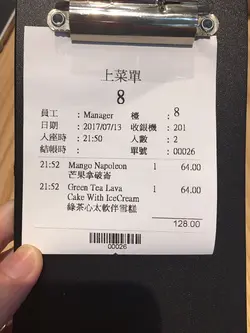 上菜單
8
員工 : Manager 檯 : 8
日期 : 2017/07/13 收銀機 : 201
入座時 : 21:50 人數 : 2
結帳時 : 單號 : 00026
21:52 Mango Napoleon 1 64.00
芒果拿破崙
21:52 Green Tea Lava 1 64.00
Cake With IceCream
綠茶心太軟伴雪糕
128.00
00026